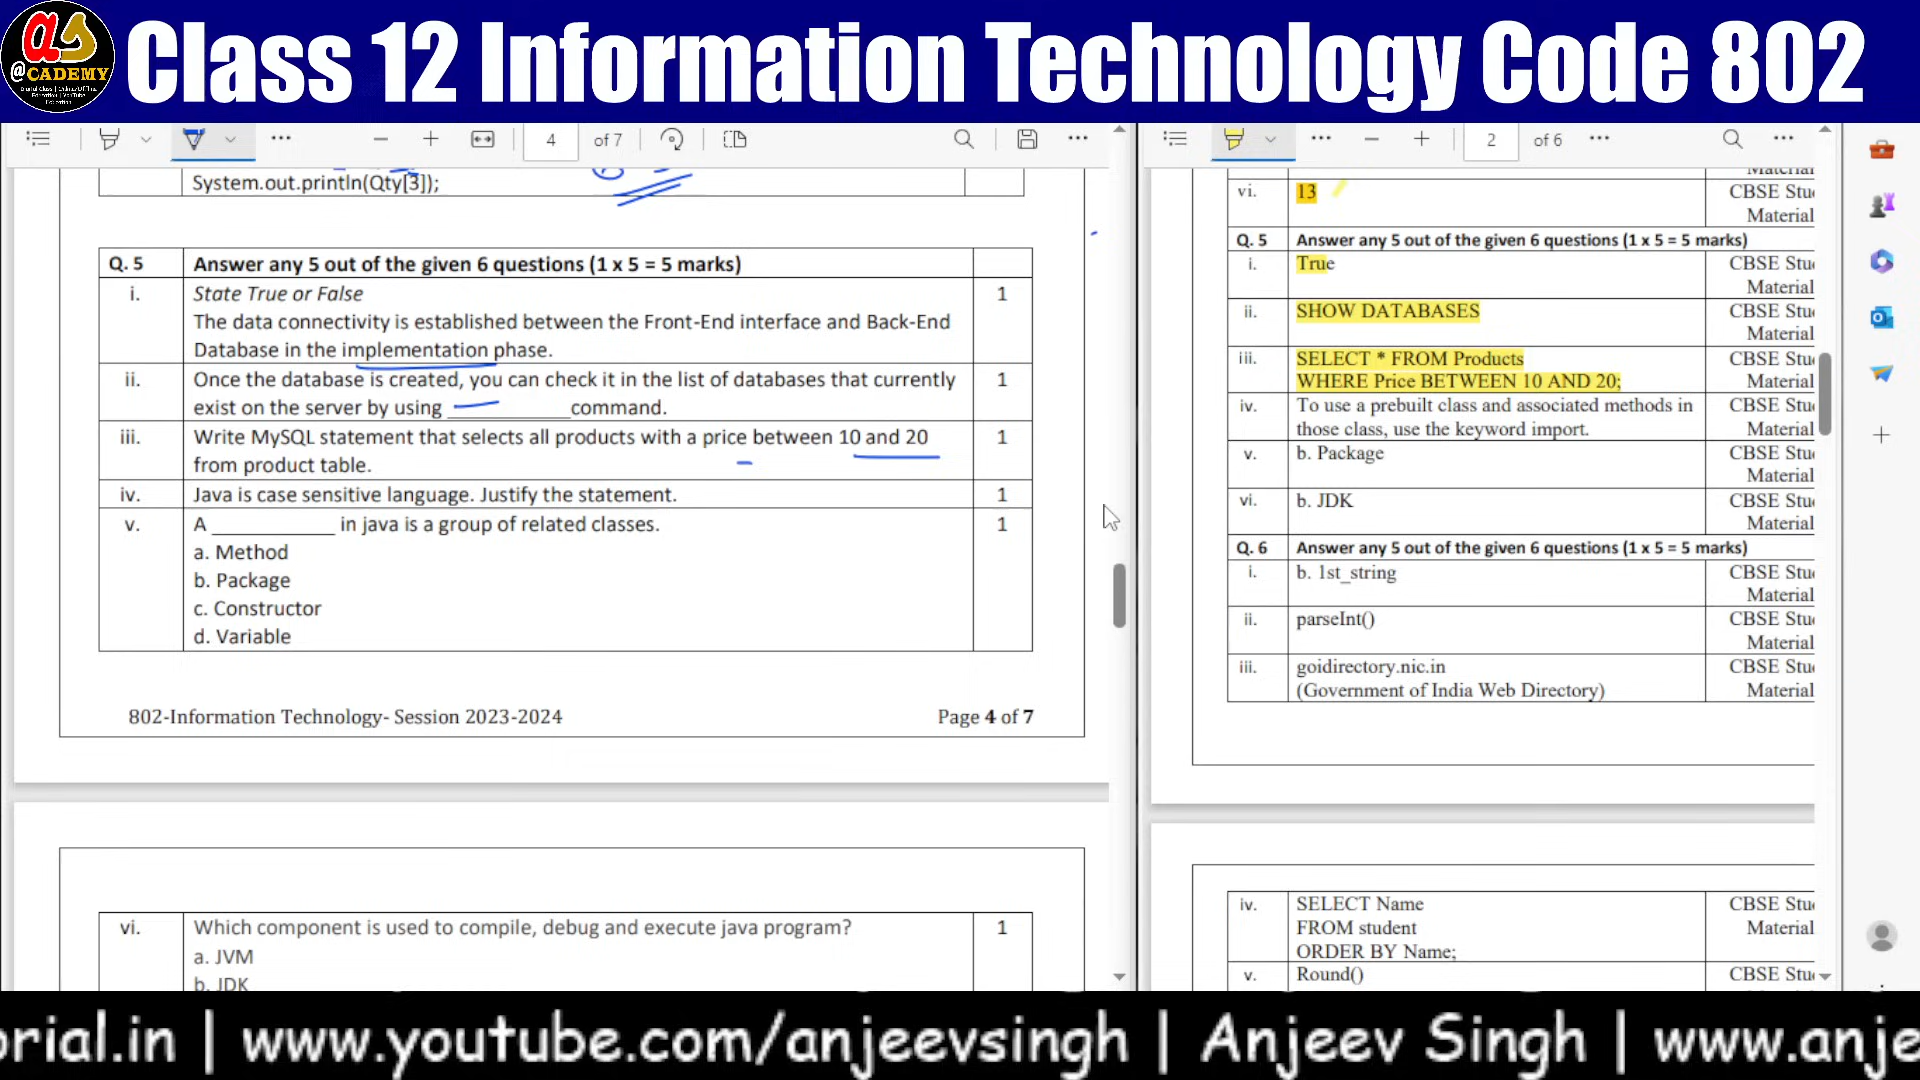 as
@CADEMY
Class 12 Information Technology Code 802
4 of 7
2 of 6
System.out.println(Qty[3]);
Q. 5 Answer any 5 out of the given 6 questions (1 x 5 = 5 marks)
i. State True or False 1
The data connectivity is established between the Front-End interface and Back-End
Database in the implementation phase.
ii. Once the database is created, you can check it in the list of databases that currently 1
exist on the server by using ____________command.
iii. Write MySQL statement that selects all products with a price between 10 and 20 1
from product table.
iv. Java is case sensitive language. Justify the statement. 1
v. A ____________ in java is a group of related classes. 1
a. Method
b. Package
c. Constructor
d. Variable
802-Information Technology- Session 2023-2024 Page 4 of 7
vi. Which component is used to compile, debug and execute java program? 1
a. JVM
b. JDK
Material
vi. 13 CBSE Stu
Material
Q. 5 Answer any 5 out of the given 6 questions (1 x 5 = 5 marks)
i. True CBSE Stu
Material
ii. SHOW DATABASES CBSE Stu
Material
iii. SELECT * FROM Products CBSE Stu
WHERE Price BETWEEN 10 AND 20; Material
iv. To use a prebuilt class and associated methods in CBSE Stu
those class, use the keyword import. Material
v. b. Package CBSE Stu
Material
vi. b. JDK CBSE Stu
Material
Q. 6 Answer any 5 out of the given 6 questions (1 x 5 = 5 marks)
i. b. 1st_string CBSE Stu
Material
ii. parseInt() CBSE Stu
Material
iii. goidirectory.nic.in CBSE Stu
(Government of India Web Directory) Material
iv. SELECT Name CBSE Stu
FROM student Material
ORDER BY Name;
v. Round() CBSE Stu
orial.in | www.youtube.com/anjeevsingh | Anjeev Singh | www.anje